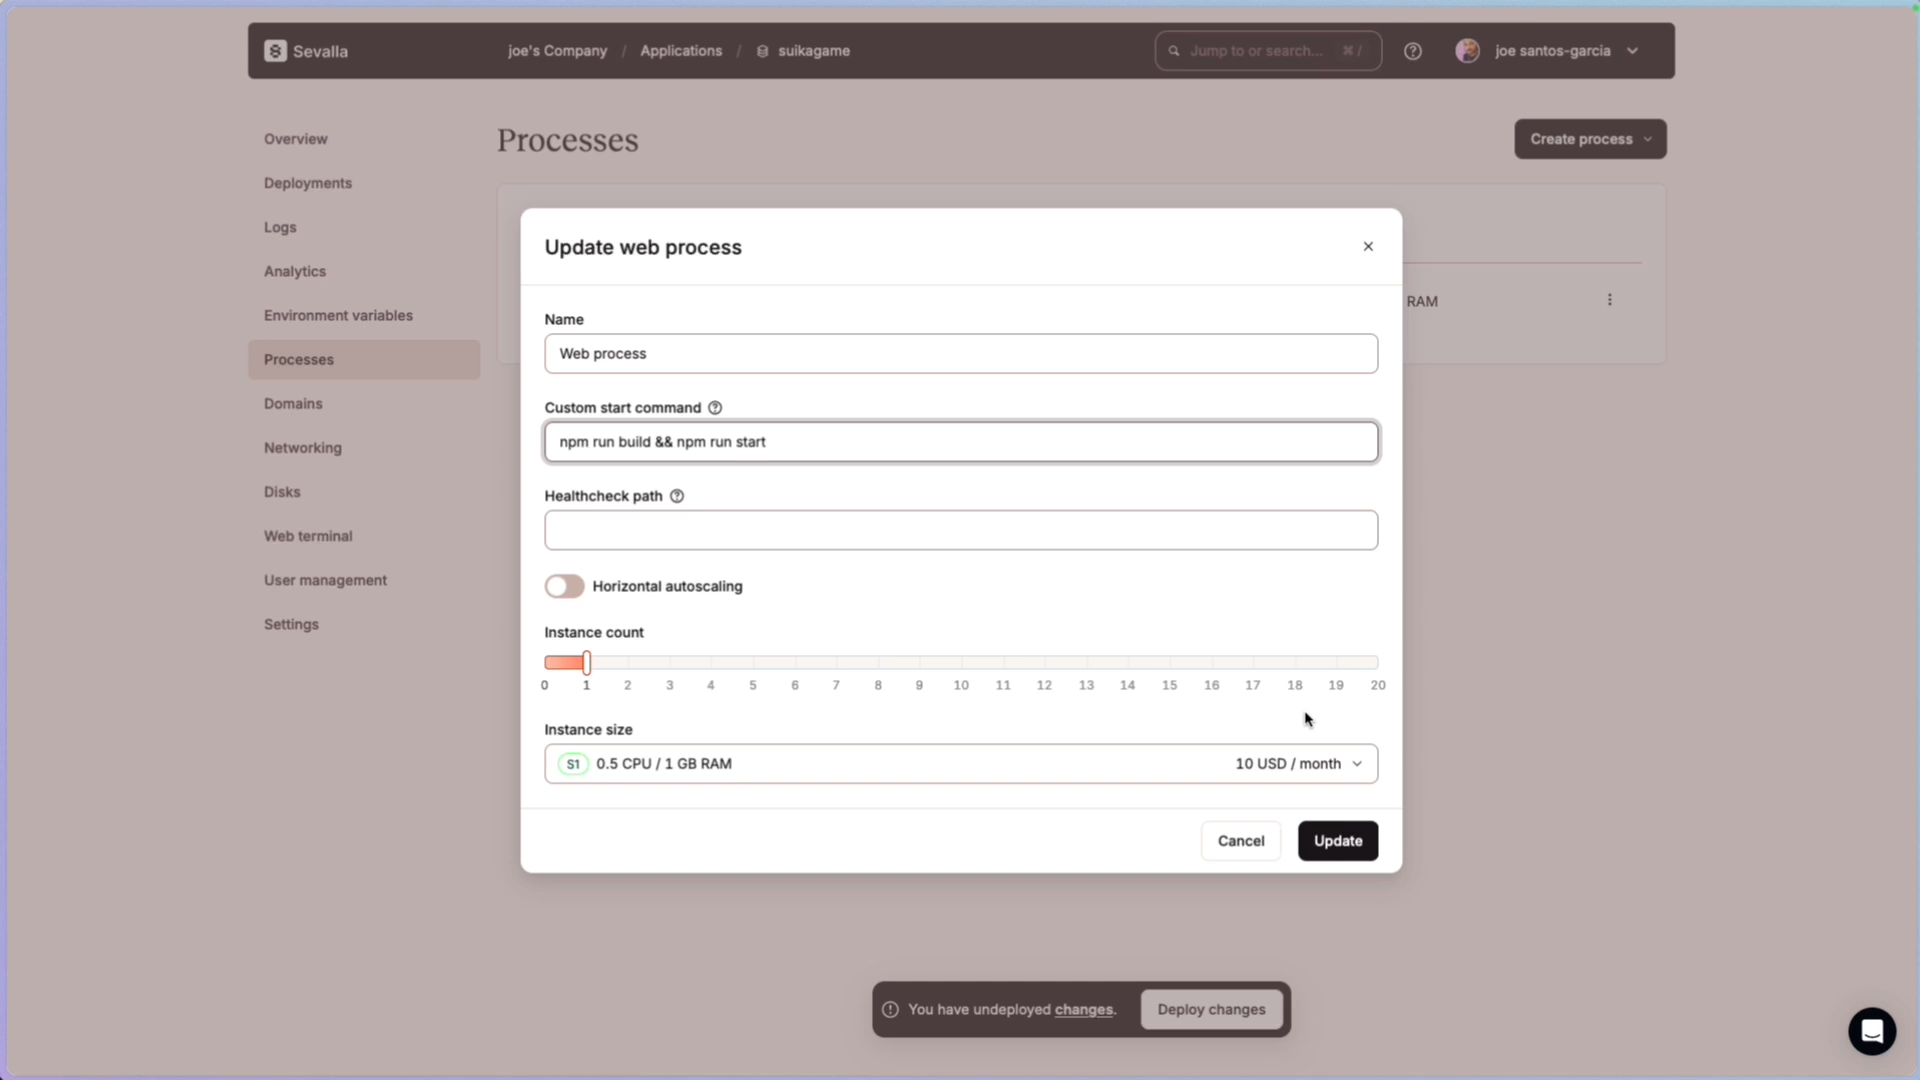 Sevalla
joe's Company / Applications / suikagame
Jump to or search... ⌘ /
joe santos-garcia
Overview
Deployments
Logs
Analytics
Environment variables
Processes
Domains
Networking
Disks
Web terminal
User management
Settings
Processes
Create process
RAM
Update web process
Name
Web process
Custom start command
npm run build && npm run start
Healthcheck path
Horizontal autoscaling
Instance count
0 1 2 3 4 5 6 7 8 9 10 11 12 13 14 15 16 17 18 19 20
Instance size
S1 0.5 CPU / 1 GB RAM 10 USD / month
Cancel
Update
You have undeployed changes.
Deploy changes